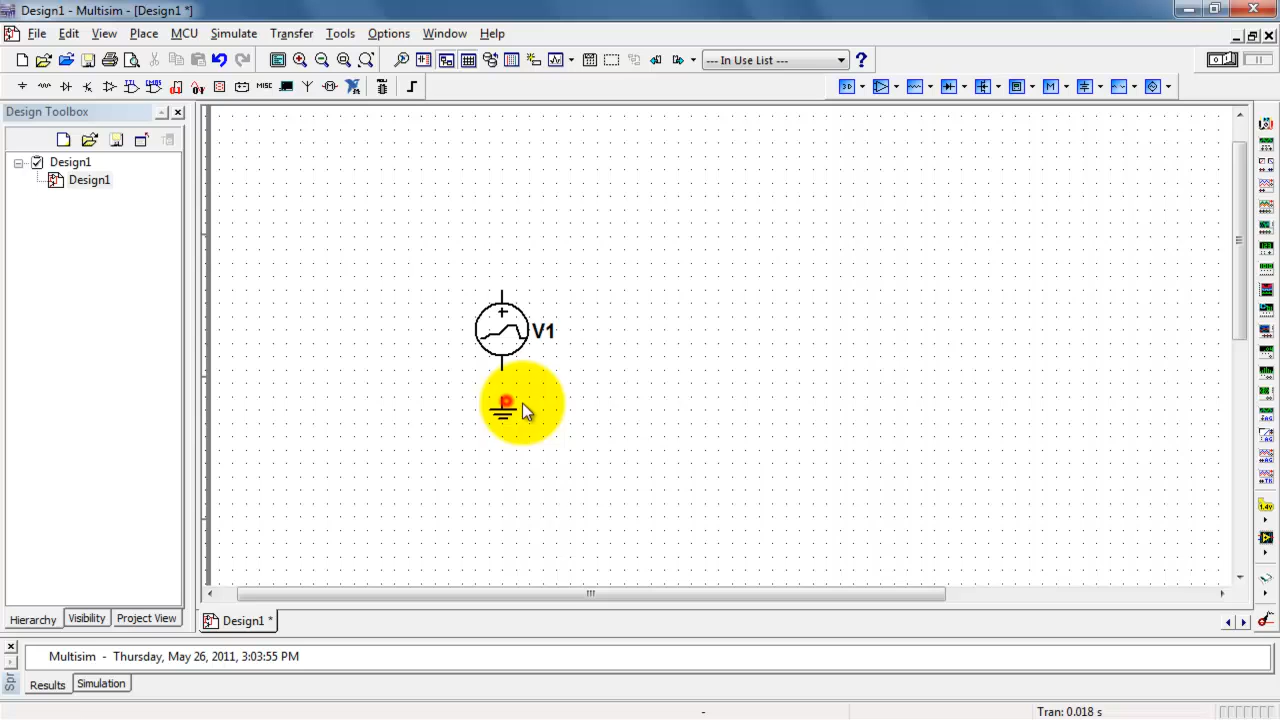 Design1 - Multisim - [Design1 *]
File Edit View Place MCU Simulate Transfer Tools Options Window Help
--- In Use List ---
MISC
Design Toolbox
Design1
Design1
V1
Hierarchy Visibility Project View
Design1 *
Multisim - Thursday, May 26, 2011, 3:03:55 PM
Results Simulation
Spr
- Tran: 0.018 s